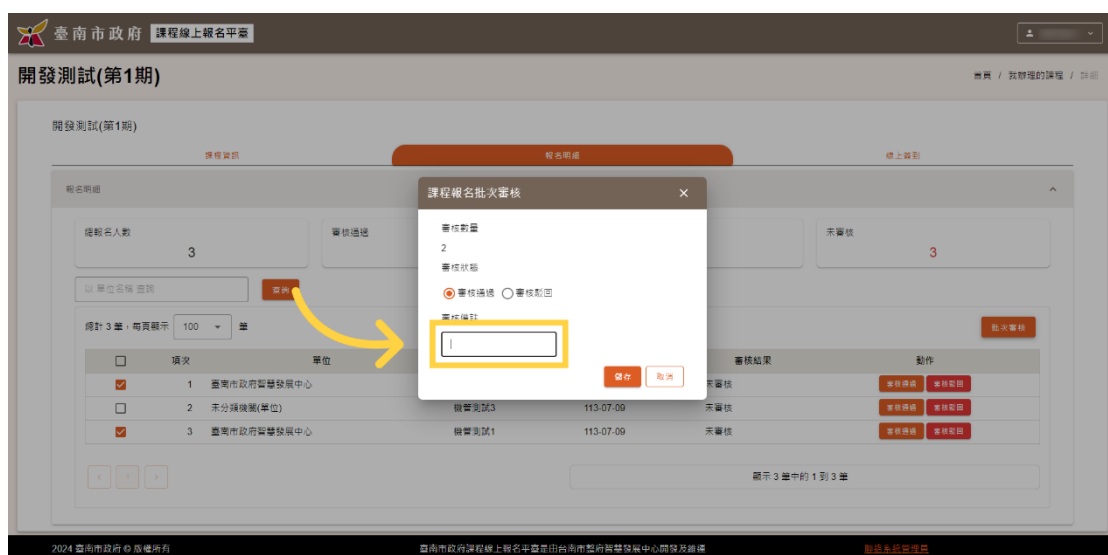 臺南市政府 課程線上報名平臺
開發測試(第1期)
首頁 / 我辦理的課程 / 詳細
開發測試(第1期)
課程資訊 報名明細 線上簽到
報名明細
總報名人數
3
審核通過
未審核
3
以 單位名稱 查詢
查詢
總計 3 筆，每頁顯示 100 筆
批次審核
項次 單位 審核結果 動作
1 臺南市政府智慧發展中心 未審核 審核通過 審核駁回
2 未分類機關(單位) 機管測試3 113-07-09 未審核 審核通過 審核駁回
3 臺南市政府智慧發展中心 機管測試1 113-07-09 未審核 審核通過 審核駁回
< 1 >
顯示 3 筆中的 1 到 3 筆
課程報名批次審核 ×
審核數量
2
審核狀態
審核通過 審核駁回
審核備註
儲存 取消
2024 臺南市政府 © 版權所有
臺南市政府課程線上報名平臺是由台南市政府智慧發展中心開發及維護
聯絡系統管理員